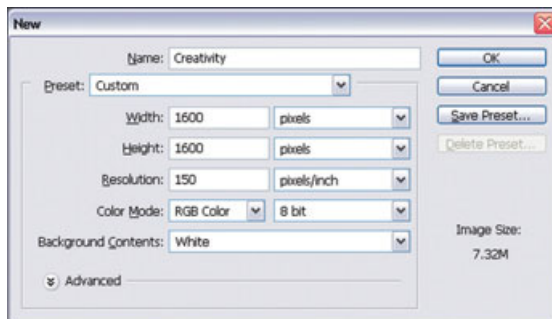 New
Name: Creativity
OK
Preset: Custom
Cancel
Width: 1600 pixels
Save Preset...
Height: 1600 pixels
Delete Preset...
Resolution: 150 pixels/inch
Color Mode: RGB Color 8 bit
Image Size:
Background Contents: White
7.32M
Advanced